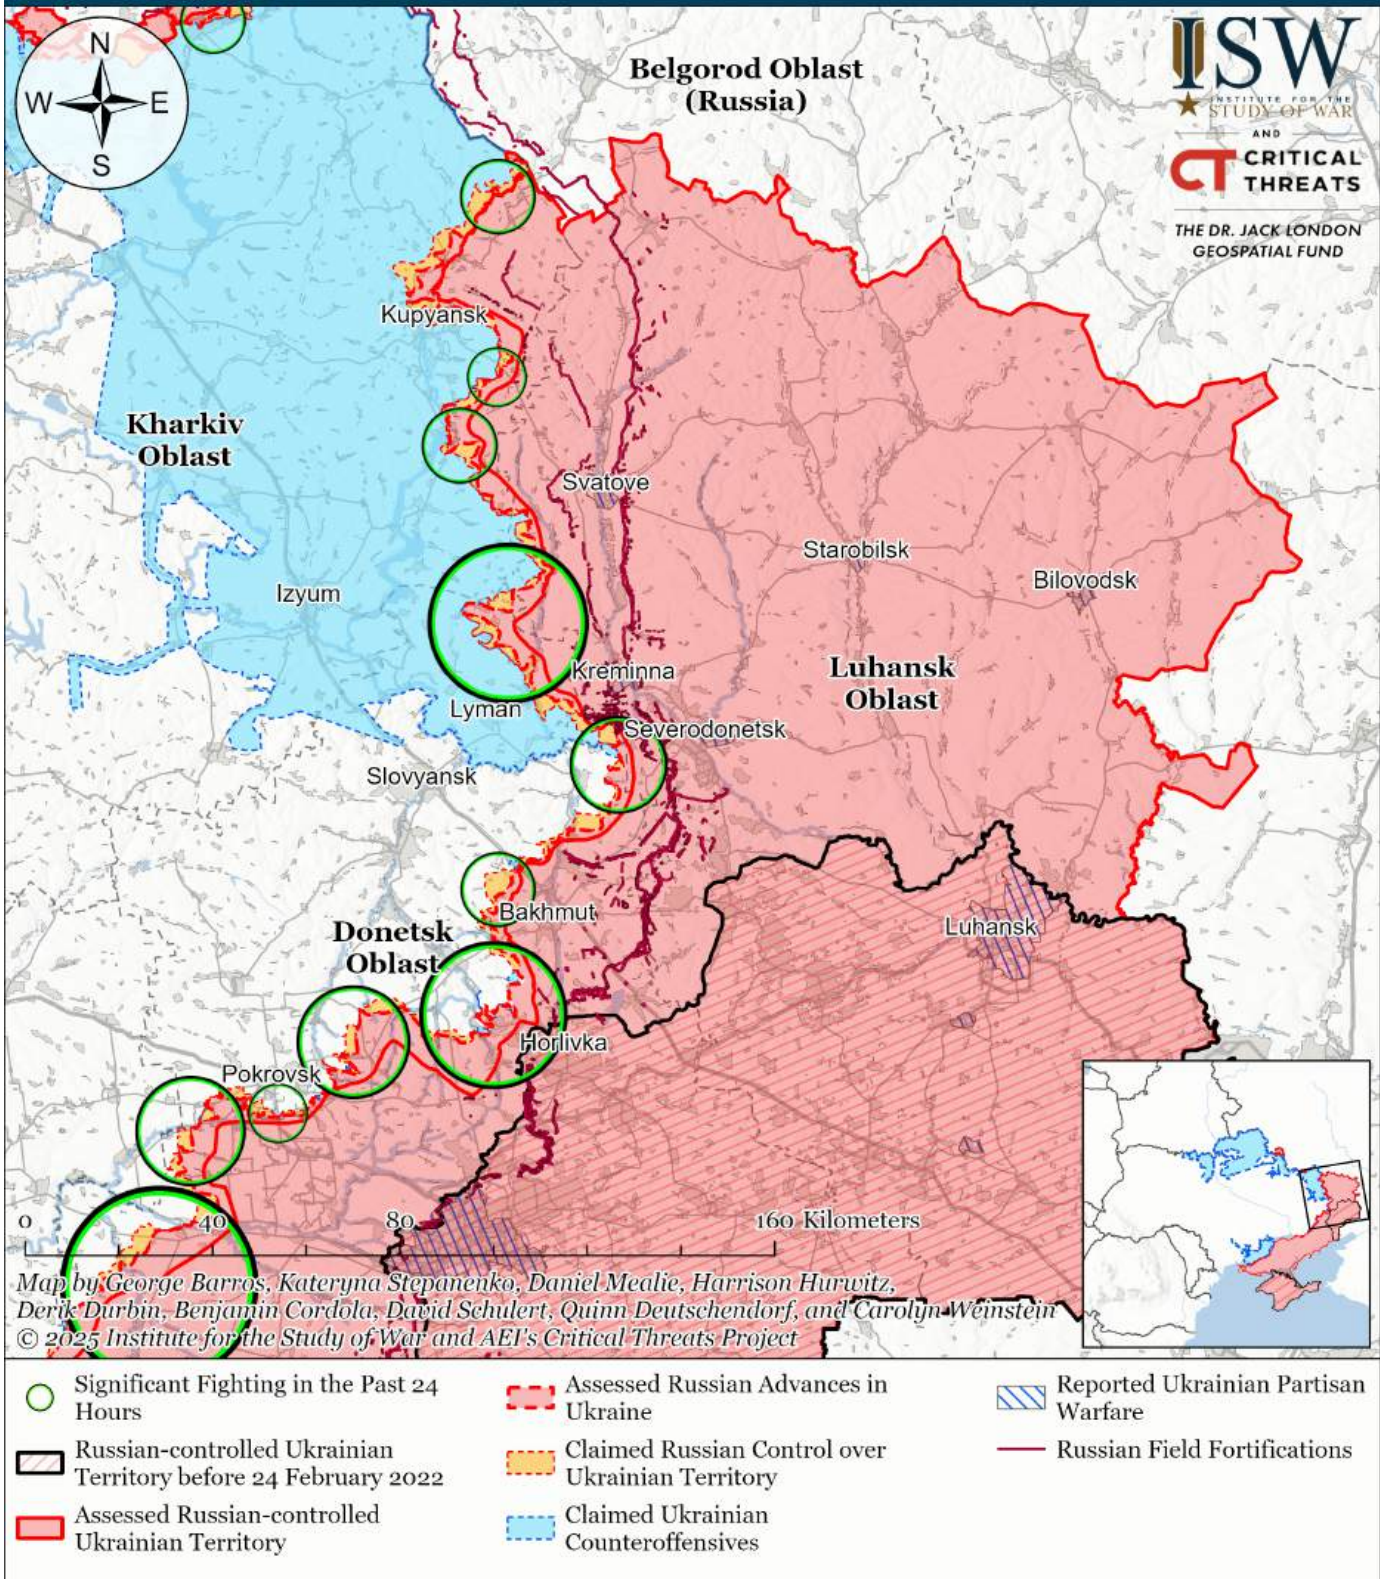 N
W E
S
Belgorod Oblast
(Russia)
ISW
INSTITUTE FOR THE
STUDY OF WAR
AND
CT CRITICAL
THREATS
THE DR. JACK LONDON
GEOSPATIAL FUND
Kupyansk
Kharkiv
Oblast
Svatove
Starobilsk
Bilovodsk
Izyum
Kreminna
Luhansk
Oblast
Lyman
Severodonetsk
Slovyansk
Bakhmut
Luhansk
Donetsk
Oblast
Horlivka
Pokrovsk
0 40 80 160 Kilometers
Map by George Barros, Kateryna Stepanenko, Daniel Mealie, Harrison Hurwitz,
Derik Durbin, Benjamin Cordola, David Schulert, Quinn Deutschendorf, and Carolyn Weinstein
© 2025 Institute for the Study of War and AEI's Critical Threats Project
Significant Fighting in the Past 24
Hours
Russian-controlled Ukrainian
Territory before 24 February 2022
Assessed Russian-controlled
Ukrainian Territory
Assessed Russian Advances in
Ukraine
Claimed Russian Control over
Ukrainian Territory
Claimed Ukrainian
Counteroffensives
Reported Ukrainian Partisan
Warfare
Russian Field Fortifications